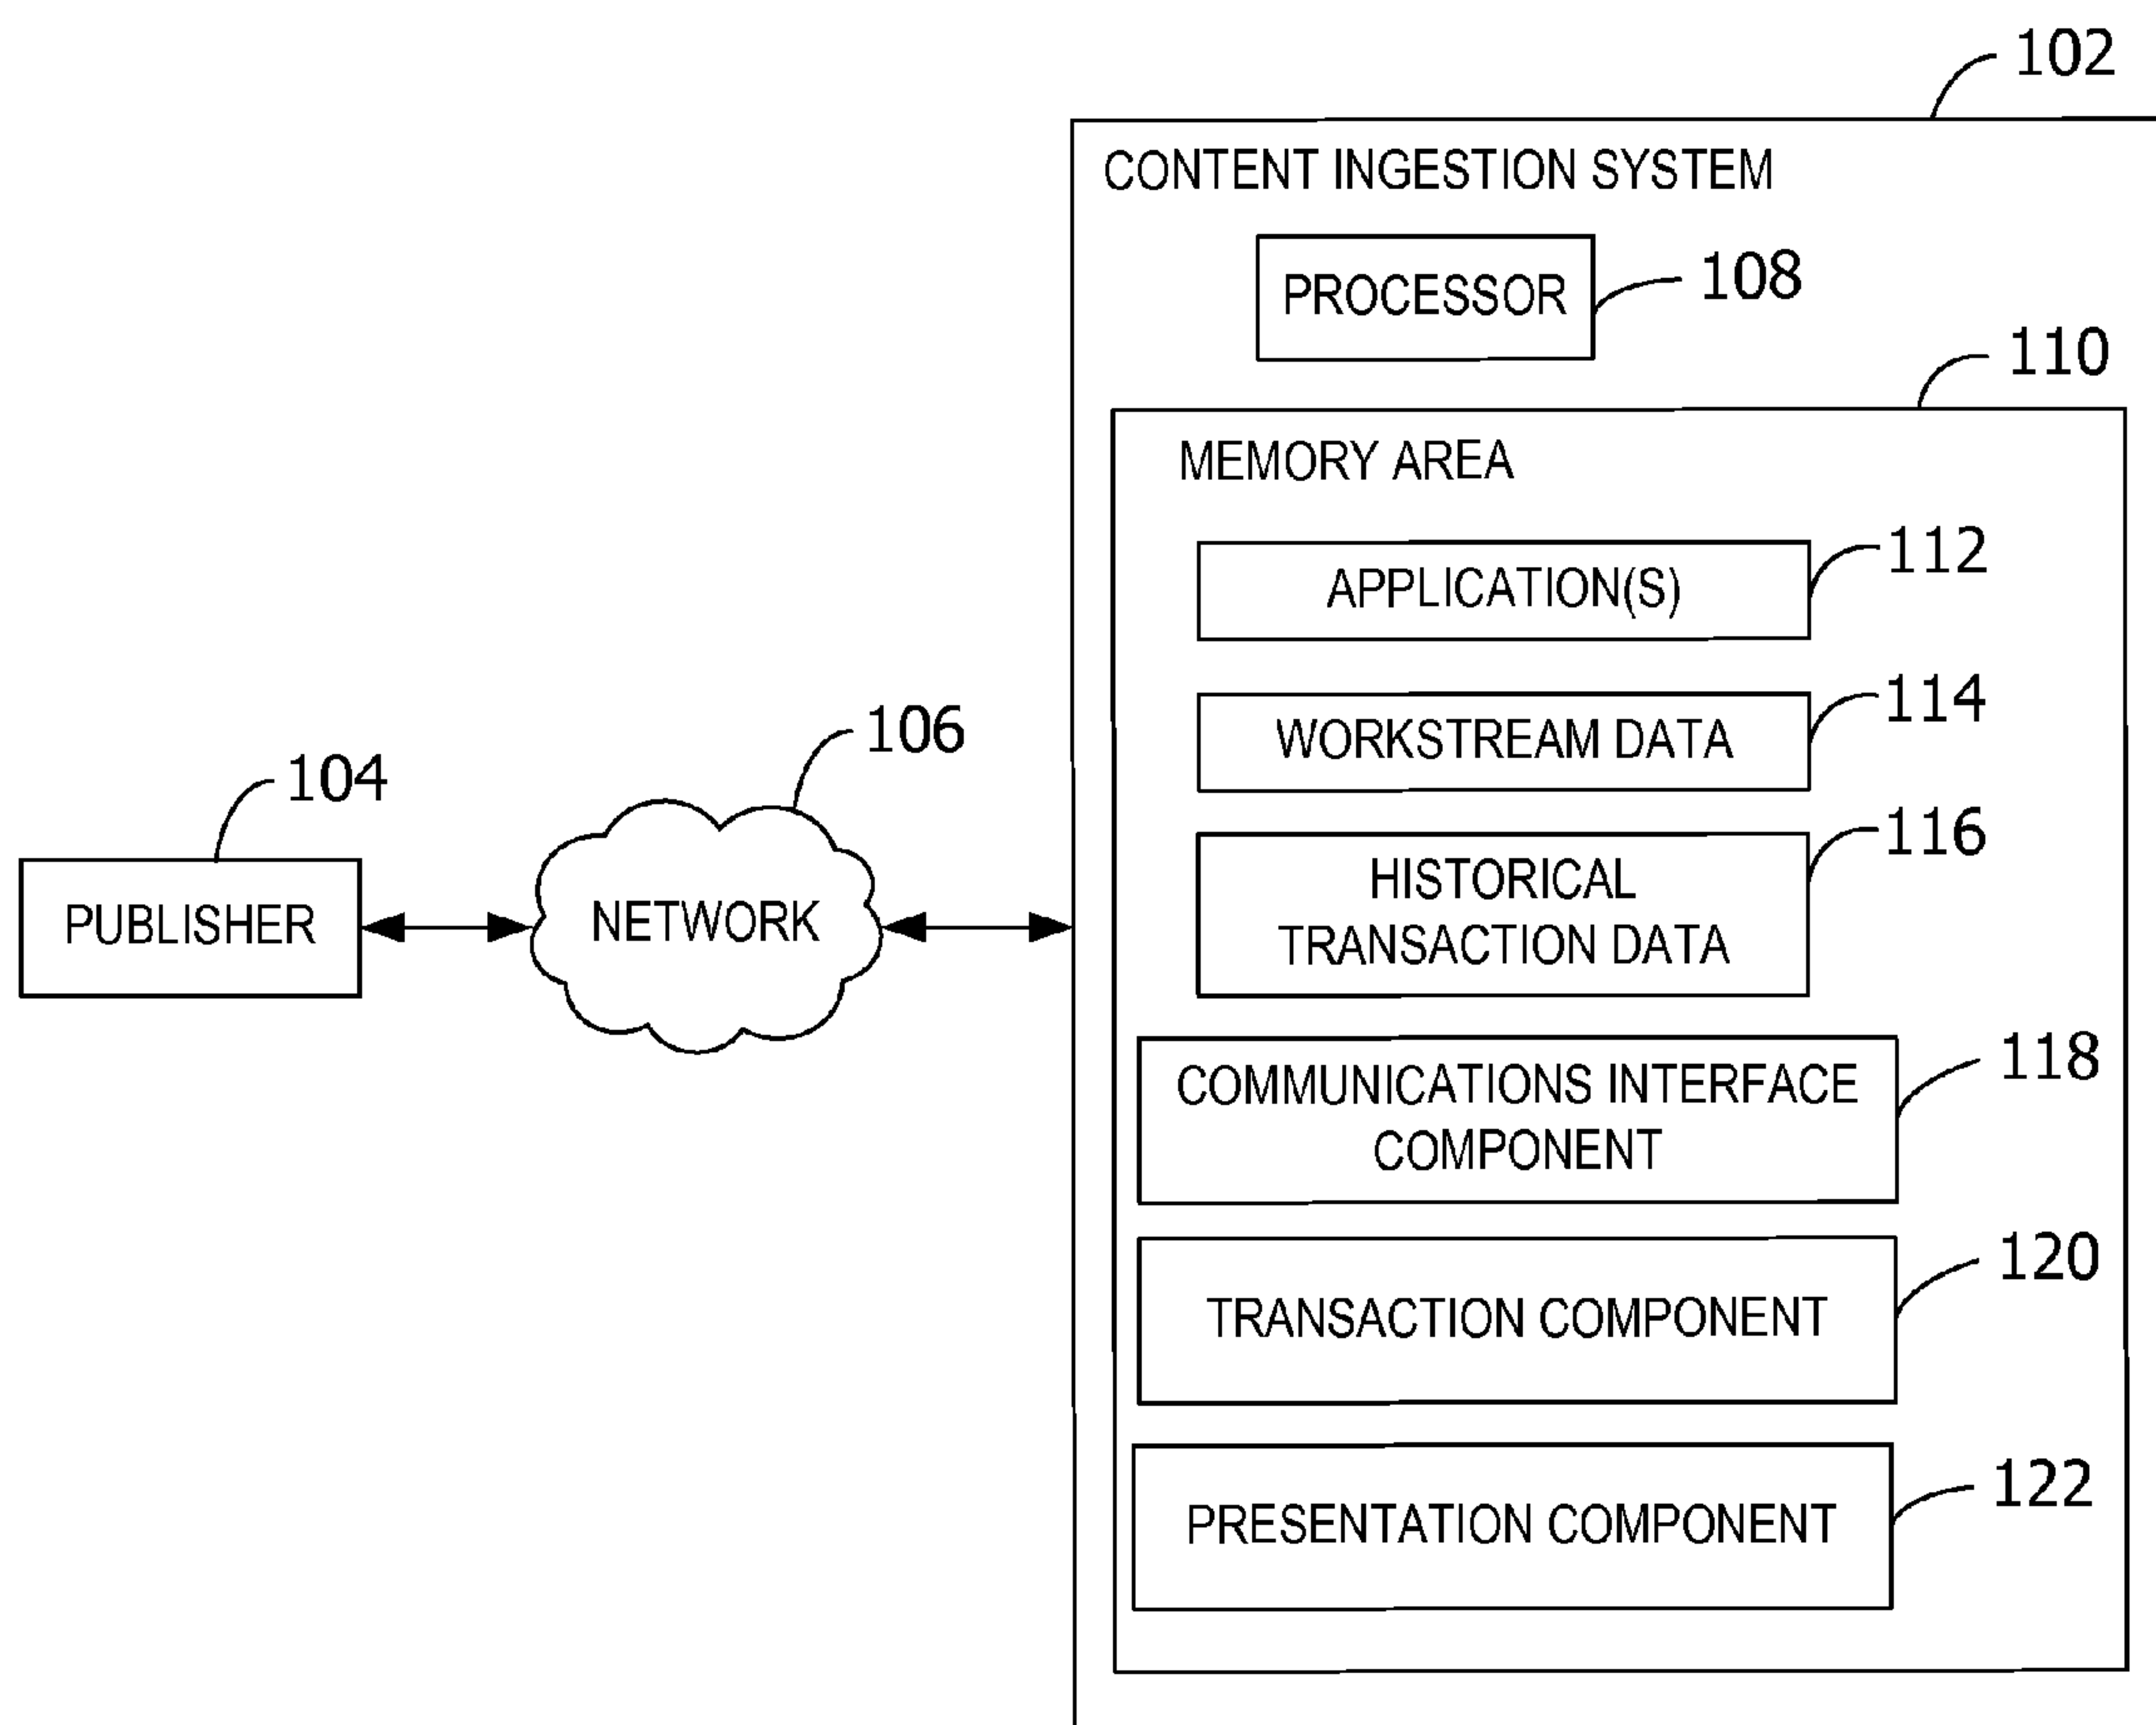 102
CONTENT INGESTION SYSTEM
PROCESSOR
108
110
MEMORY AREA
APPLICATION(S)
112
WORKSTREAM DATA
114
HISTORICAL
TRANSACTION DATA
116
COMMUNICATIONS INTERFACE
COMPONENT
118
TRANSACTION COMPONENT
120
PRESENTATION COMPONENT
122
104
PUBLISHER
106
NETWORK